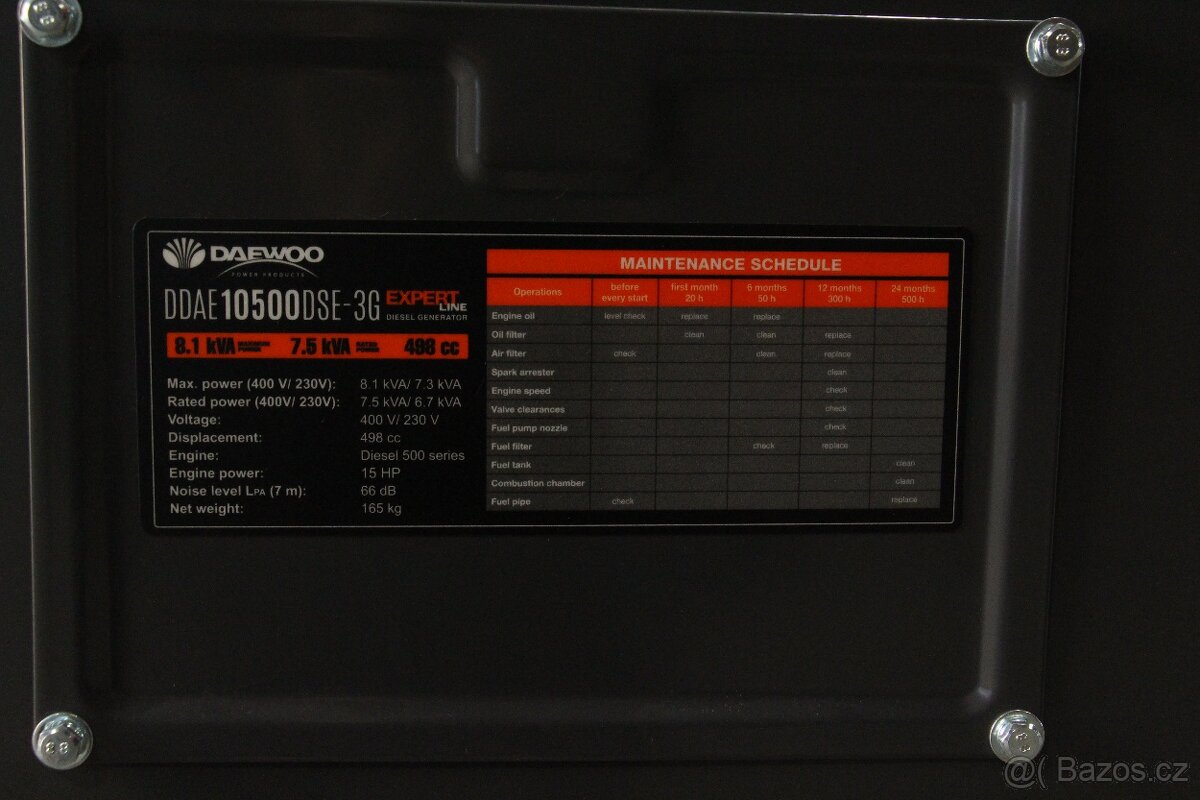 DAEWOO
POWER PRODUCTS
DDAE10500DSE-3G EXPERT LINE
DIESEL GENERATOR
8.1 kVA MAXIMUM POWER 7.5 kVA RATED POWER 498 cc
Max. power (400 V/ 230V): 8.1 kVA/ 7.3 kVA
Rated power (400V/ 230V): 7.5 kVA/ 6.7 kVA
Voltage: 400 V/ 230 V
Displacement: 498 cc
Engine: Diesel 500 series
Engine power: 15 HP
Noise level LPA (7 m): 66 dB
Net weight: 165 kg
MAINTENANCE SCHEDULE
Operations before every start first month 20 h 6 months 50 h 12 months 300 h 24 months 500 h
Engine oil level check replace replace
Oil filter clean clean replace
Air filter check clean replace
Spark arrester clean
Engine speed check
Valve clearances check
Fuel pump nozzle check
Fuel filter check replace
Fuel tank clean
Combustion chamber clean
Fuel pipe check replace
@( Bazos.cz